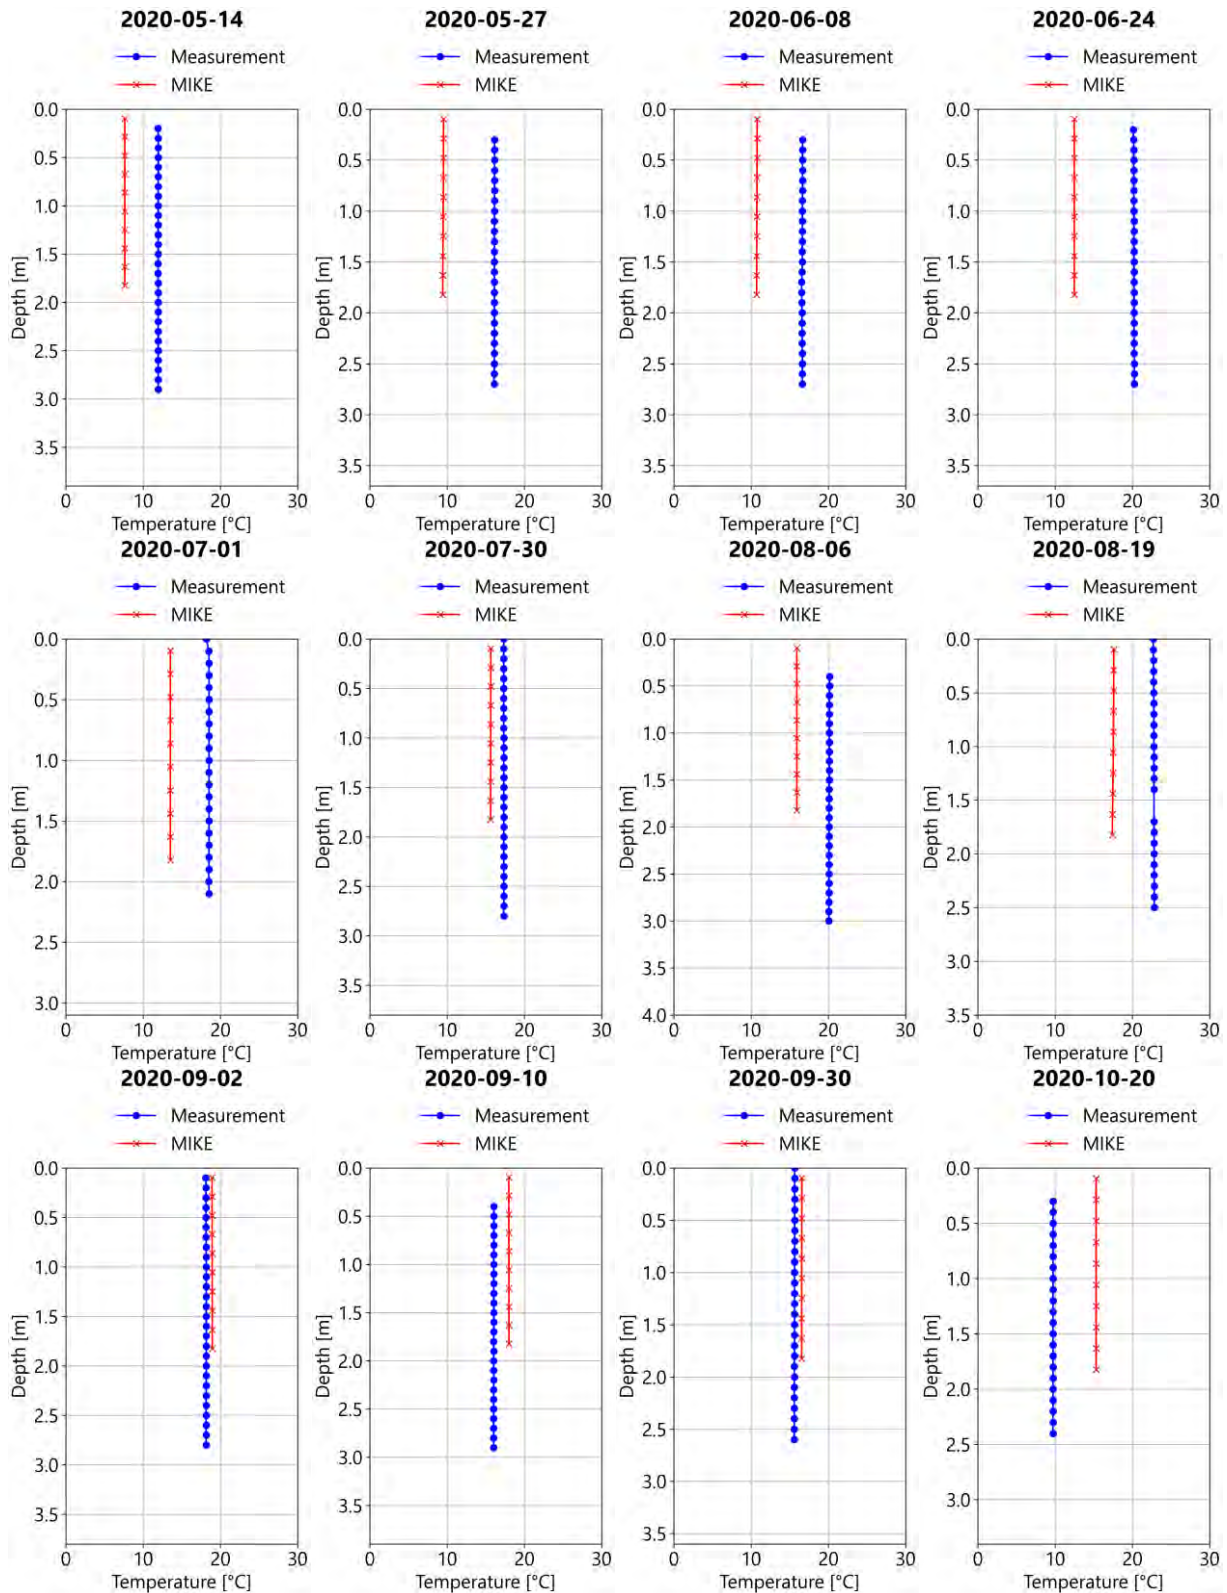 2020-05-14 2020-05-27 2020-06-08 2020-06-24
Measurement Measurement Measurement Measurement
MIKE MIKE MIKE MIKE
0.0 0.0 0.0 0.0
0.5 0.5 0.5 0.5
1.0 1.0 1.0 1.0
1.5 1.5 1.5 1.5
Depth [m] Depth [m] Depth [m] Depth [m]
2.0 2.0 2.0 2.0
2.5 2.5 2.5 2.5
3.0 3.0 3.0 3.0
3.5 3.5 3.5 3.5
0 10 20 30 0 10 20 30 0 10 20 30 0 10 20 30
Temperature [°C] Temperature [°C] Temperature [°C] Temperature [°C]
2020-07-01 2020-07-30 2020-08-06 2020-08-19
Measurement Measurement Measurement Measurement
MIKE MIKE MIKE MIKE
0.0 0.0 0.0 0.0
0.5 0.5 0.5 0.5
1.0 1.0 1.0 1.0
1.5 1.5 1.5 1.5
Depth [m] Depth [m] Depth [m] Depth [m]
2.0 2.0 2.0 2.0
2.5 2.5 2.5 2.5
3.0 3.0 3.0 3.0
3.5 3.5 3.5
4.0
0 10 20 30 0 10 20 30 0 10 20 30 0 10 20 30
Temperature [°C] Temperature [°C] Temperature [°C] Temperature [°C]
2020-09-02 2020-09-10 2020-09-30 2020-10-20
Measurement Measurement Measurement Measurement
MIKE MIKE MIKE MIKE
0.0 0.0 0.0 0.0
0.5 0.5 0.5 0.5
1.0 1.0 1.0 1.0
1.5 1.5 1.5 1.5
Depth [m] Depth [m] Depth [m] Depth [m]
2.0 2.0 2.0 2.0
2.5 2.5 2.5 2.5
3.0 3.0 3.0 3.0
3.5 3.5 3.5
0 10 20 30 0 10 20 30 0 10 20 30 0 10 20 30
Temperature [°C] Temperature [°C] Temperature [°C] Temperature [°C]